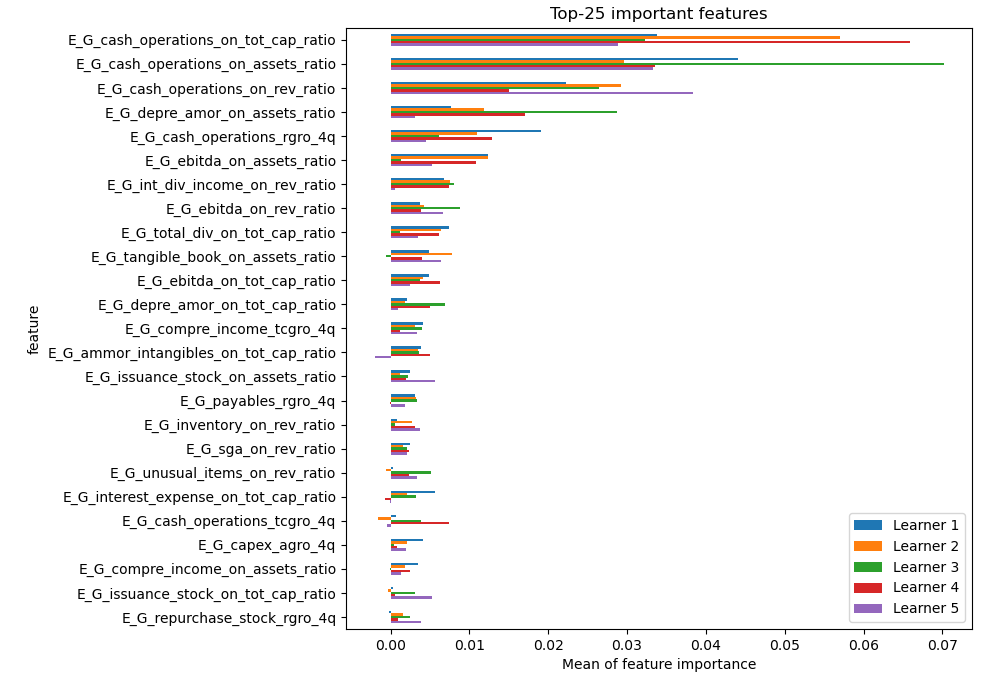 Top-25 important features
E_G_cash_operations_on_tot_cap_ratio
E_G_cash_operations_on_assets_ratio
E_G_cash_operations_on_rev_ratio
E_G_depre_amor_on_assets_ratio
E_G_cash_operations_rgro_4q
E_G_ebitda_on_assets_ratio
E_G_int_div_income_on_rev_ratio
E_G_ebitda_on_rev_ratio
E_G_total_div_on_tot_cap_ratio
E_G_tangible_book_on_assets_ratio
E_G_ebitda_on_tot_cap_ratio
E_G_depre_amor_on_tot_cap_ratio
E_G_compre_income_tcgro_4q
E_G_ammor_intangibles_on_tot_cap_ratio
E_G_issuance_stock_on_assets_ratio
E_G_payables_rgro_4q
E_G_inventory_on_rev_ratio
E_G_sga_on_rev_ratio
E_G_unusual_items_on_rev_ratio
E_G_interest_expense_on_tot_cap_ratio
E_G_cash_operations_tcgro_4q
E_G_capex_agro_4q
E_G_compre_income_on_assets_ratio
E_G_issuance_stock_on_tot_cap_ratio
E_G_repurchase_stock_rgro_4q
feature
Learner 1
Learner 2
Learner 3
Learner 4
Learner 5
0.00 0.01 0.02 0.03 0.04 0.05 0.06 0.07
Mean of feature importance